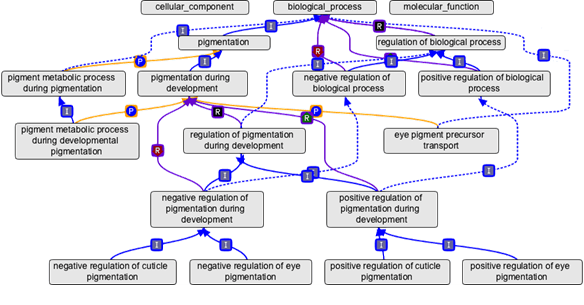 cellular_component
biological_process
molecular_function
I
I
R
pigmentation
I
regulation of biological process
P
I
R
I
I
R
I
pigment metabolic process
during pigmentation
pigmentation during
development
negative regulation of
biological process
positive regulation of biological
process
I
P
R
R
I
R
P
pigment metabolic process
during developmental
pigmentation
regulation of pigmentation
during development
eye pigment precursor
transport
R
I
I
I
I
negative regulation of
pigmentation during
development
positive regulation of
pigmentation during
development
I
I
I
I
negative regulation of cuticle
pigmentation
negative regulation of eye
pigmentation
positive regulation of cuticle
pigmentation
positive regulation of eye
pigmentation